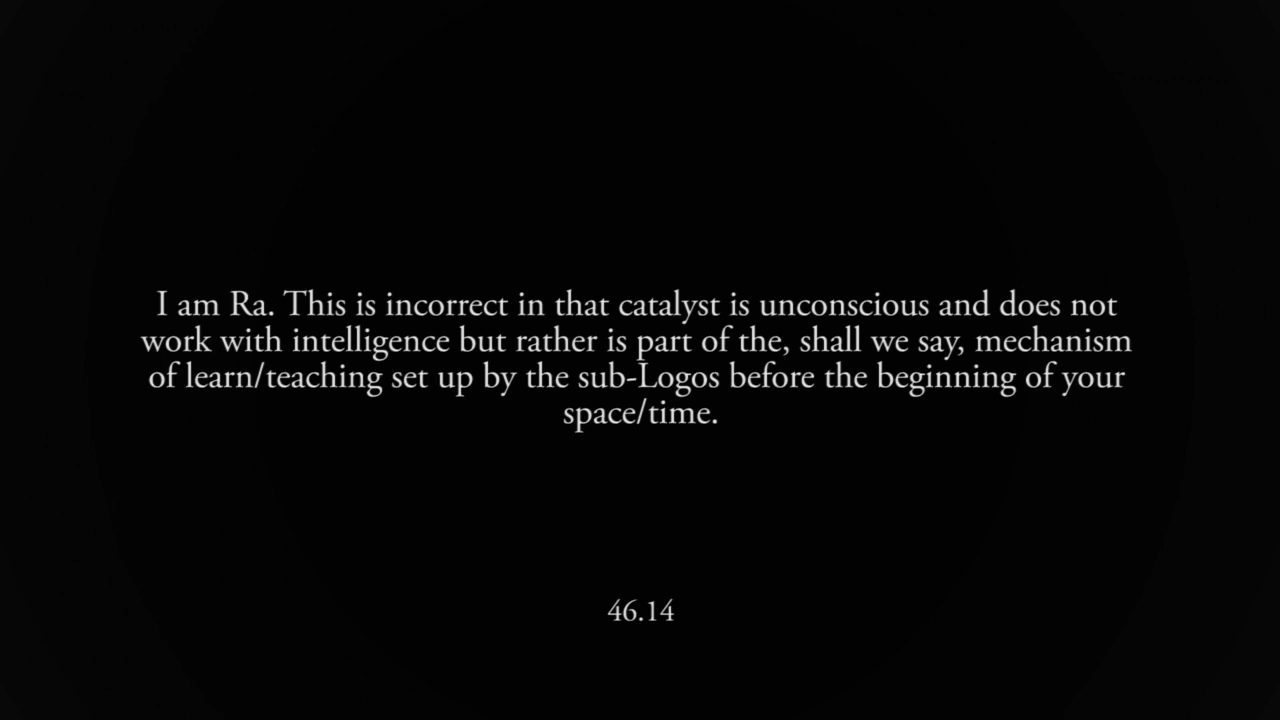 I am Ra. This is incorrect in that catalyst is unconscious and does not
work with intelligence but rather is part of the, shall we say, mechanism
of learn/teaching set up by the sub-Logos before the beginning of your
space/time.
46.14